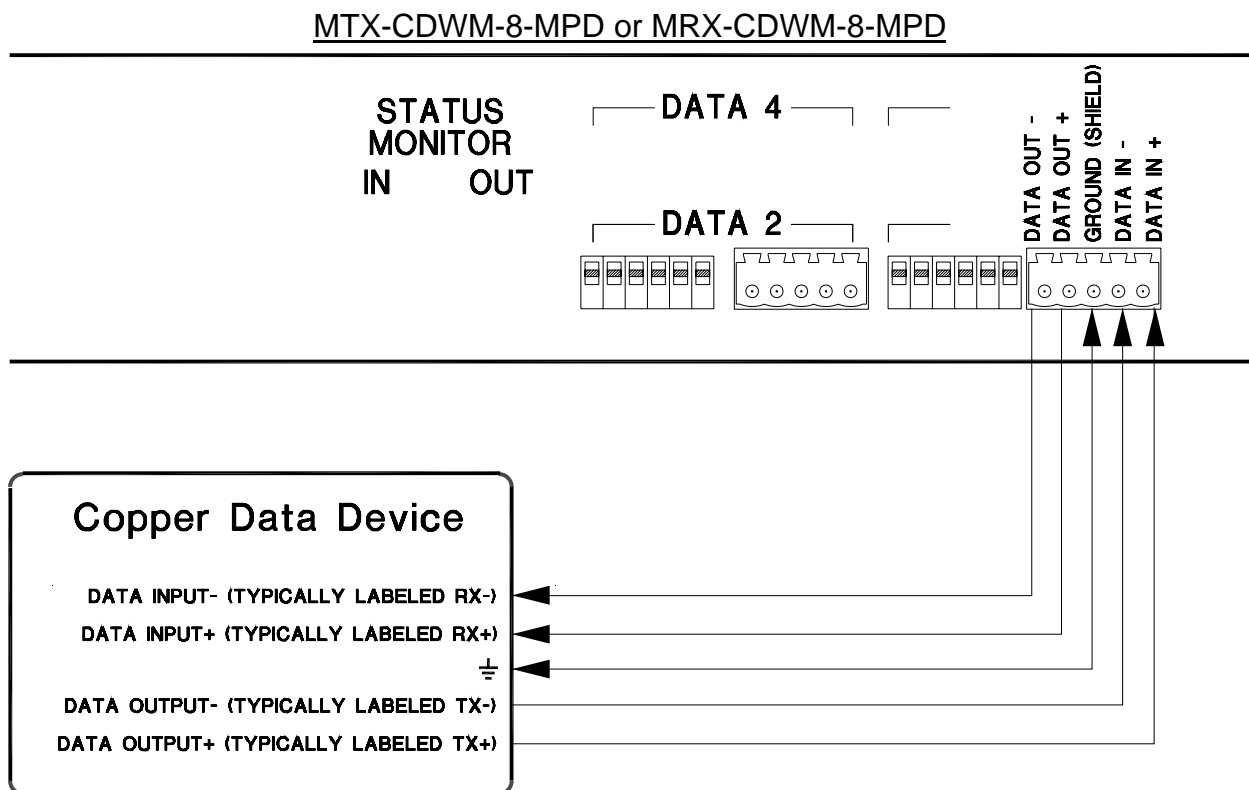 MTX-CDWM-8-MPD or MRX-CDWM-8-MPD
STATUS
MONITOR
IN OUT
DATA 4
DATA 2
DATA OUT -
DATA OUT +
GROUND (SHIELD)
DATA IN -
DATA IN +
Copper Data Device
DATA INPUT- (TYPICALLY LABELED RX-)
DATA INPUT+ (TYPICALLY LABELED RX+)
DATA OUTPUT- (TYPICALLY LABELED TX-)
DATA OUTPUT+ (TYPICALLY LABELED TX+)